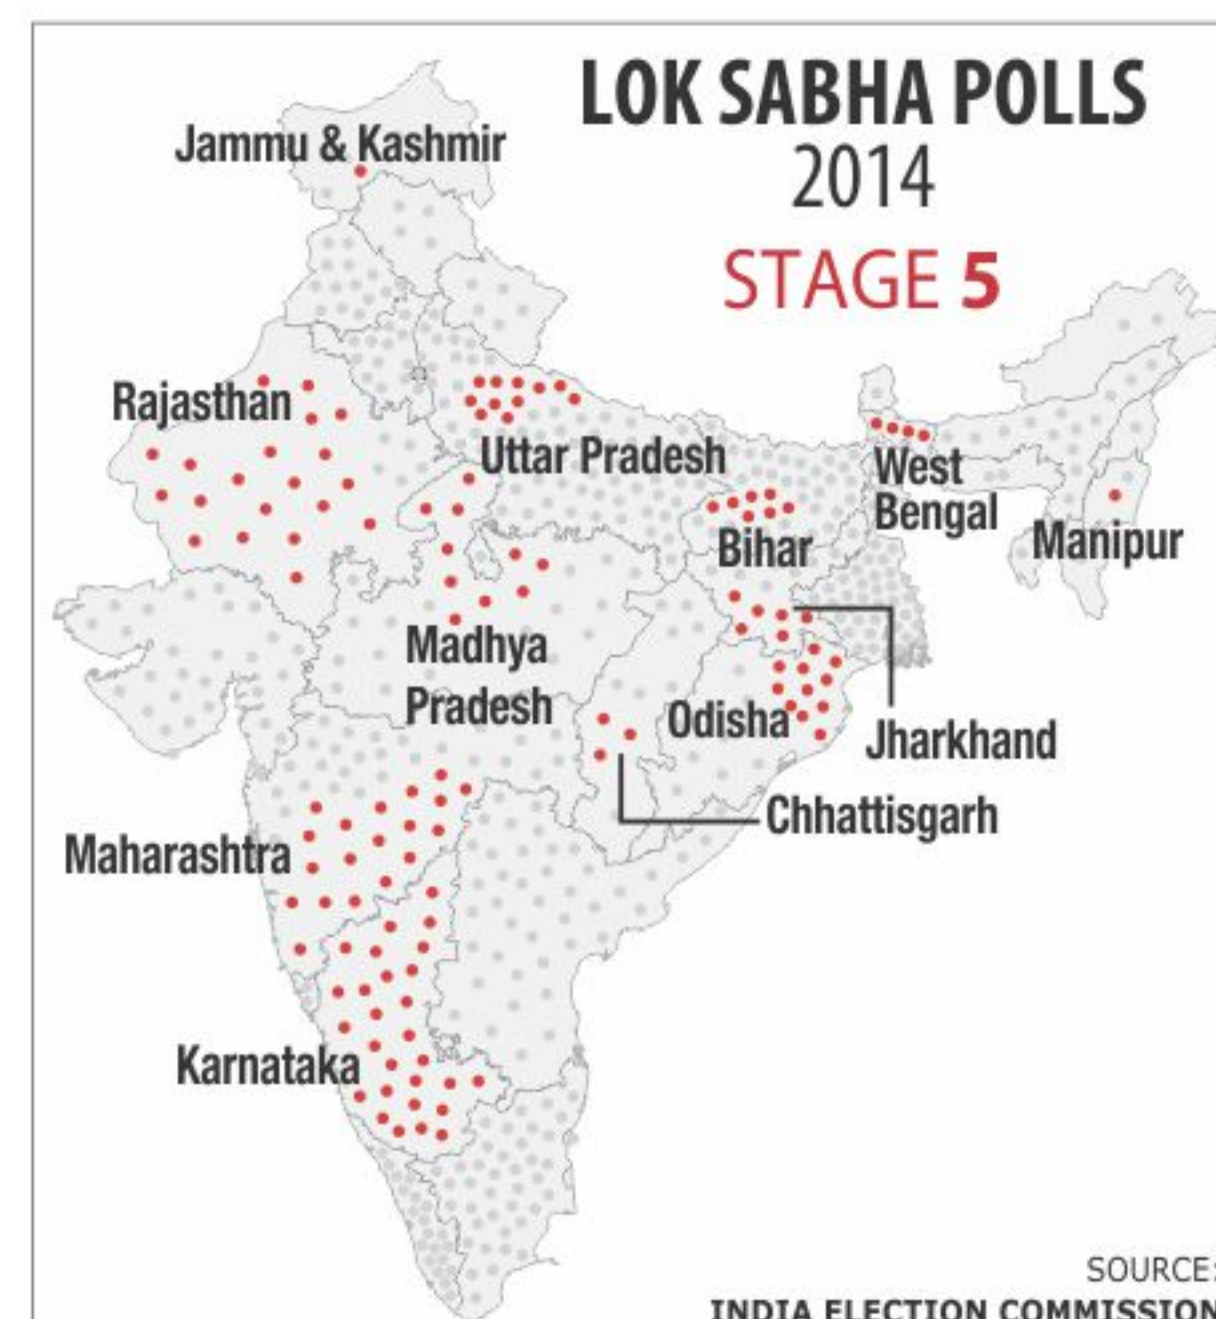 LOK SABHA POLLS
2014
STAGE 5
Jammu & Kashmir
Rajasthan
Uttar Pradesh
West
Bengal
Manipur
Bihar
Madhya
Pradesh
Odisha
Jharkhand
Chhattisgarh
Maharashtra
Karnataka
SOURCE:
INDIA ELECTION COMMISSION